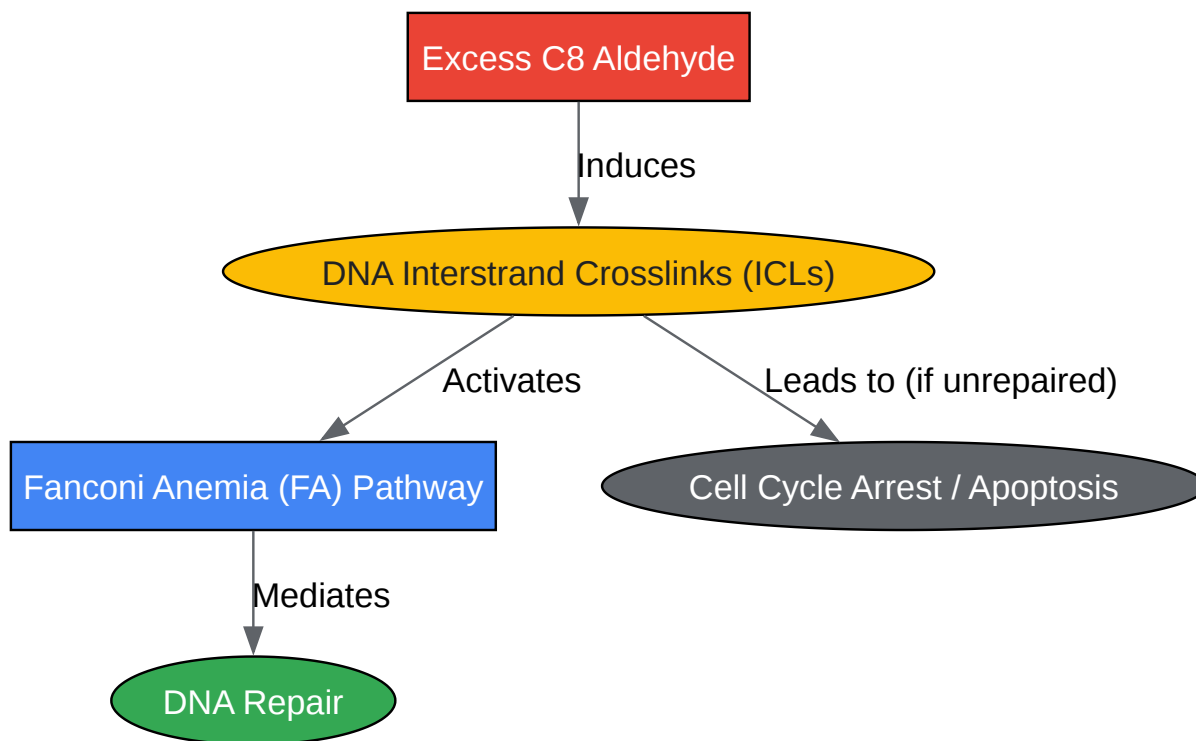 Excess C8 Aldehyde
Induces
DNA Interstrand Crosslinks (ICLs)
Activates
Leads to (if unrepaired)
Fanconi Anemia (FA) Pathway
Cell Cycle Arrest / Apoptosis
Mediates
DNA Repair